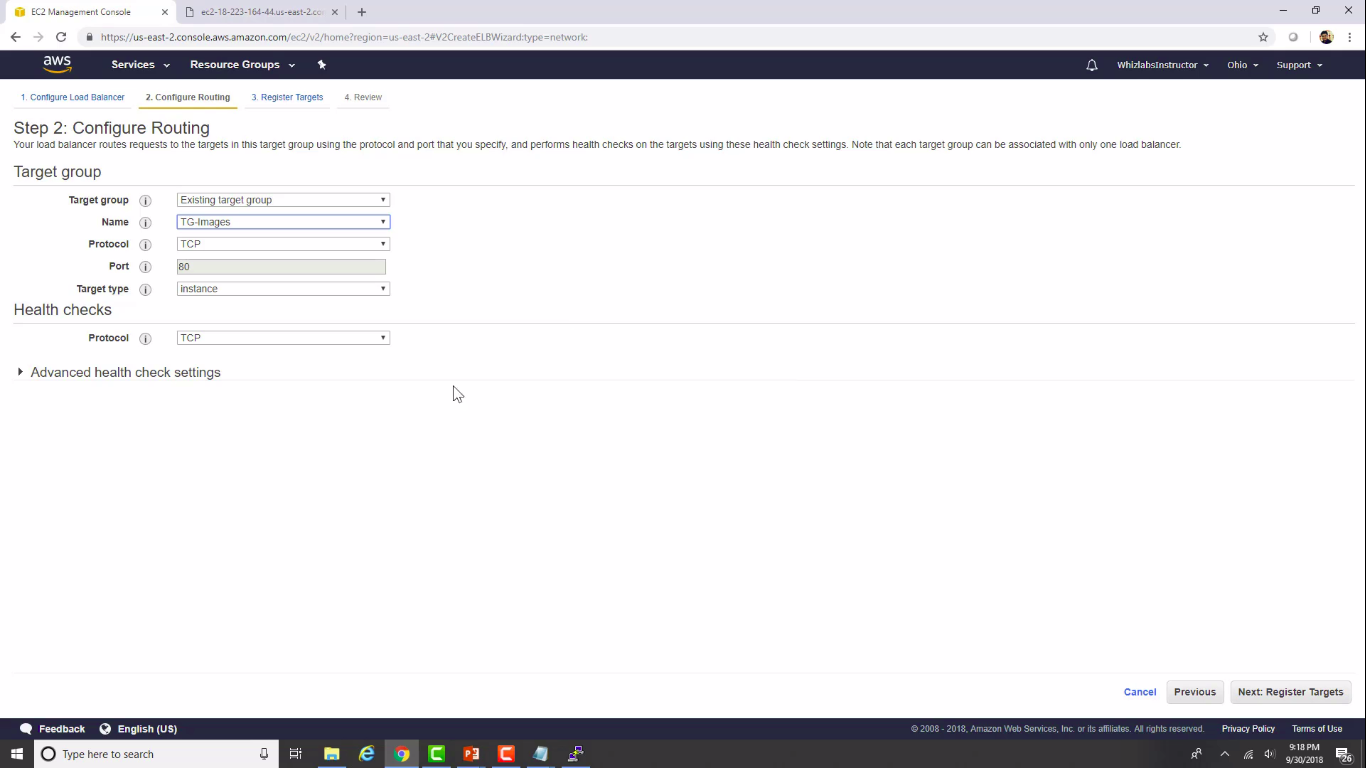 EC2 Management Console
ec2-18-223-164-44.us-east-2.co
https://us-east-2.console.aws.amazon.com/ec2/v2/home?region=us-east-2#V2CreateELBWizard:type=network:
aws Services Resource Groups WhizlabsInstructor Ohio Support
1. Configure Load Balancer 2. Configure Routing 3. Register Targets 4. Review
Step 2: Configure Routing
Your load balancer routes requests to the targets in this target group using the protocol and port that you specify, and performs health checks on the targets using these health check settings. Note that each target group can be associated with only one load balancer.
Target group
Target group i Existing target group
Name i TG-Images
Protocol i TCP
Port i 80
Target type i instance
Health checks
Protocol i TCP
Advanced health check settings
Cancel Previous Next: Register Targets
Feedback English (US) © 2008 - 2018, Amazon Web Services, Inc. or its affiliates. All rights reserved. Privacy Policy Terms of Use
Type here to search
9:18 PM
9/30/2018
26